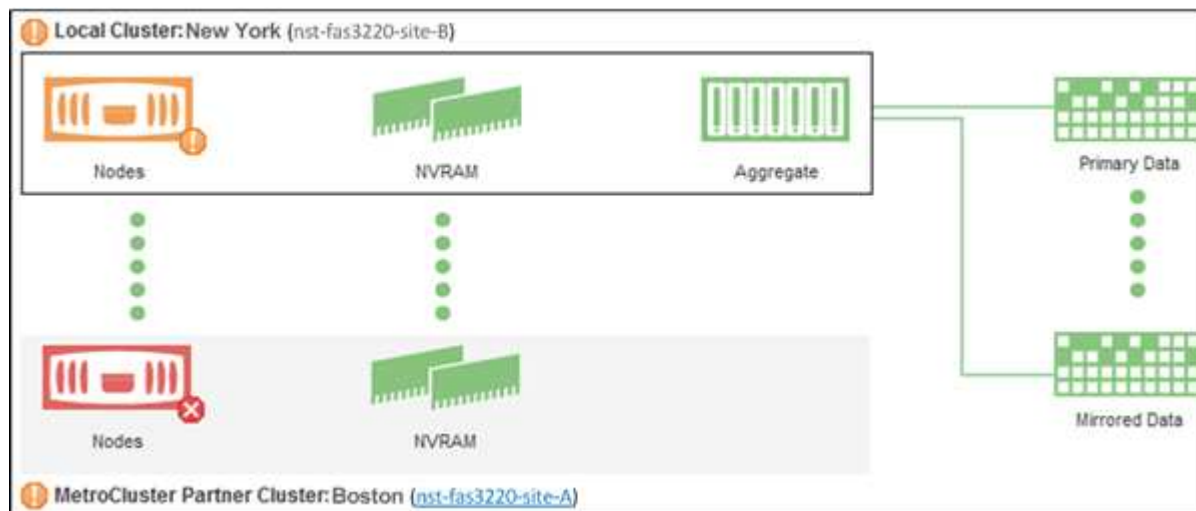 Local Cluster: New York (nst-fas3220-site-B)
Nodes NVRAM Aggregate
Primary Data
Nodes NVRAM
Mirrored Data
MetroCluster Partner Cluster: Boston (nst-fas3220-site-A)